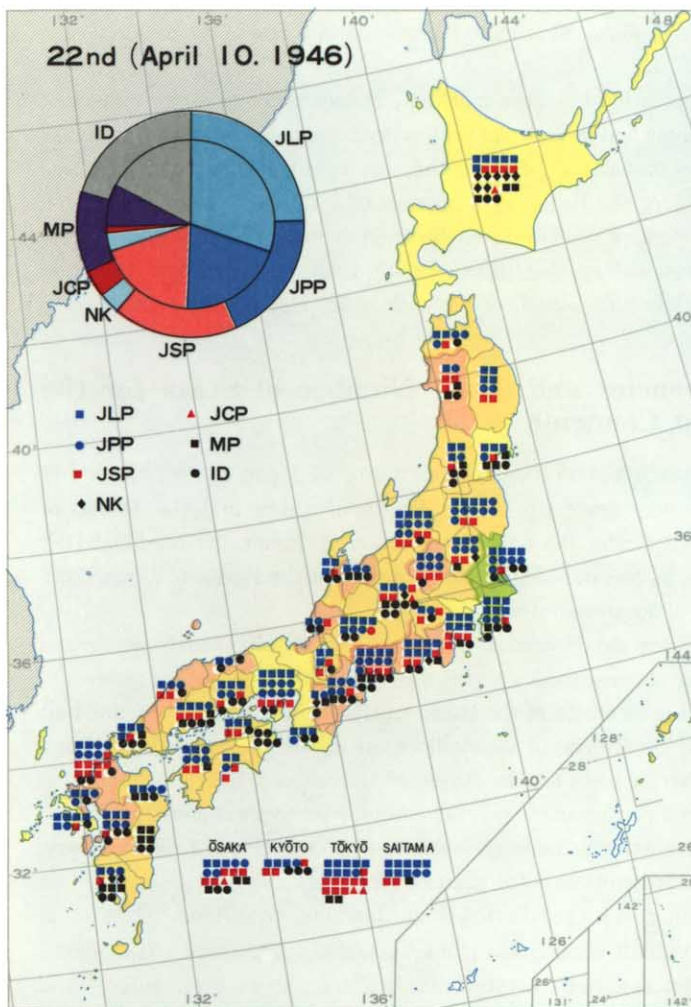 132°
136°
140°
144°
148°
22nd (April 10. 1946)
ID
JLP
MP
44°
JCP
JPP
NK
JSP
40°
JLP
JCP
JPP
MP
JSP
ID
NK
40°
36°
36°
144°
128°
28°
140°
ŌSAKA
KYŌTO
TŌKYŌ
SAITAMA
32°
28°
142°
126°
24°
132°
136°